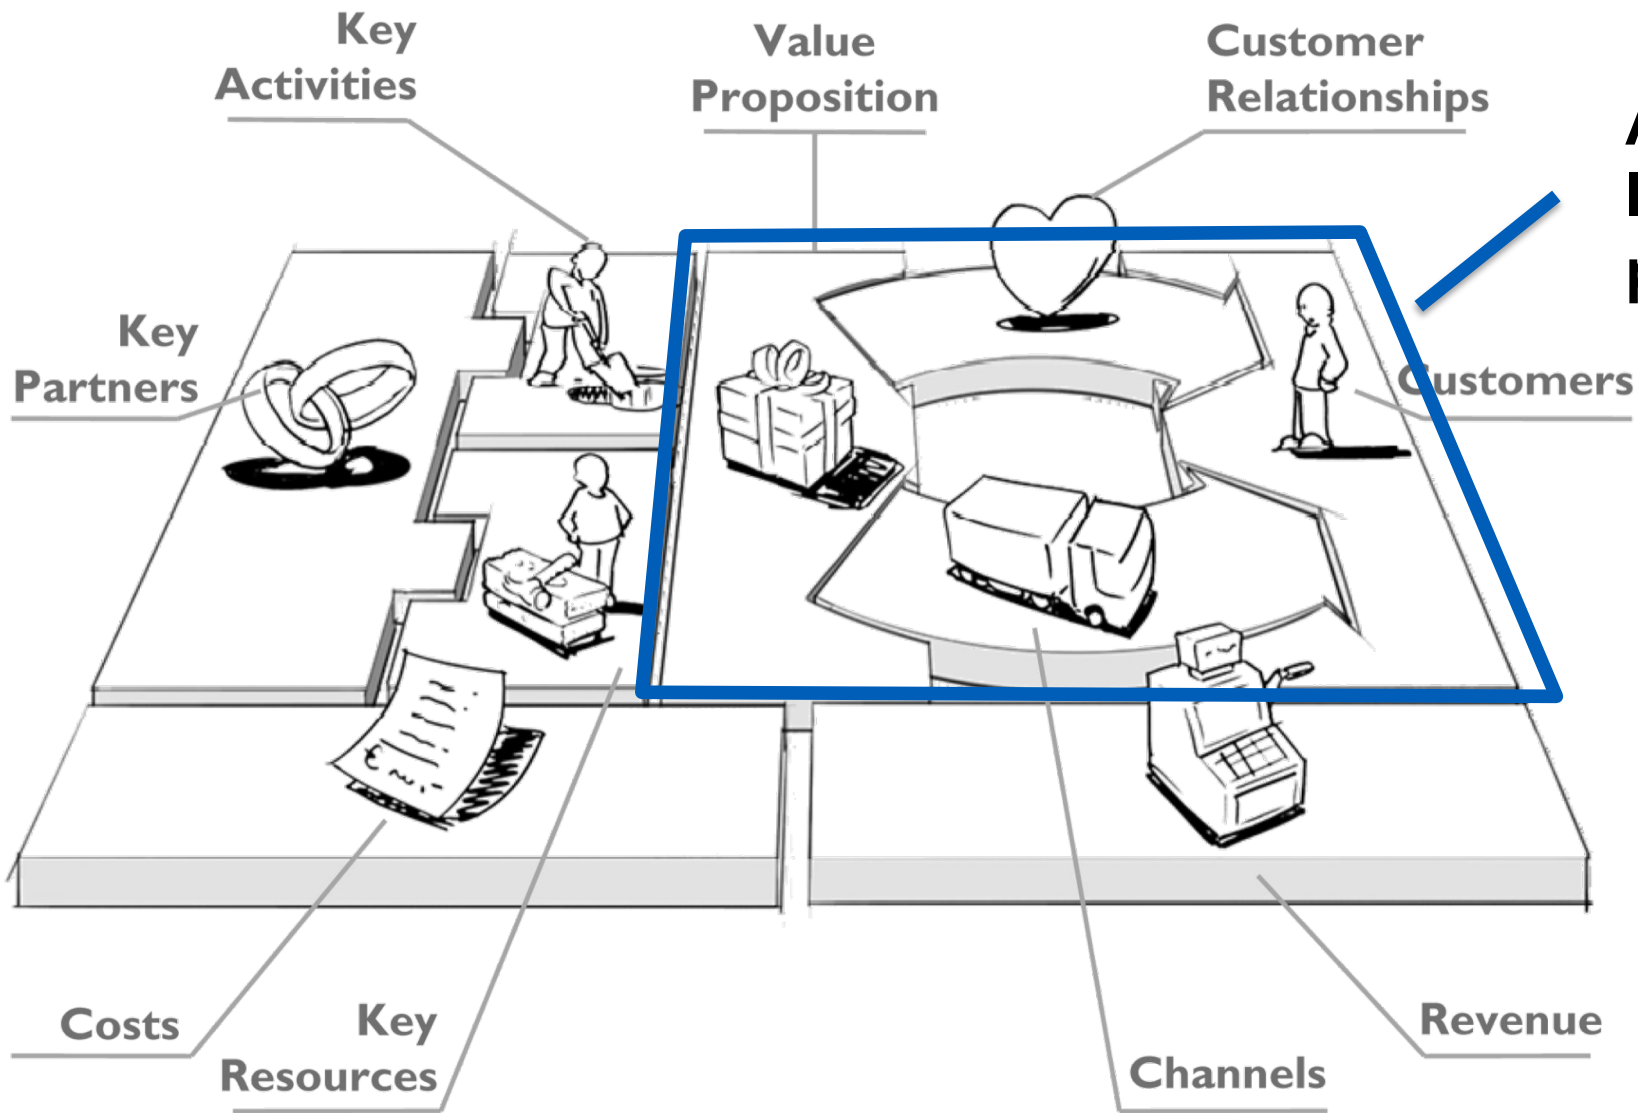 Key
Activities
Value
Proposition
Customer
Relationships
Key
Partners
Customers
Costs
Key
Resources
Channels
Revenue